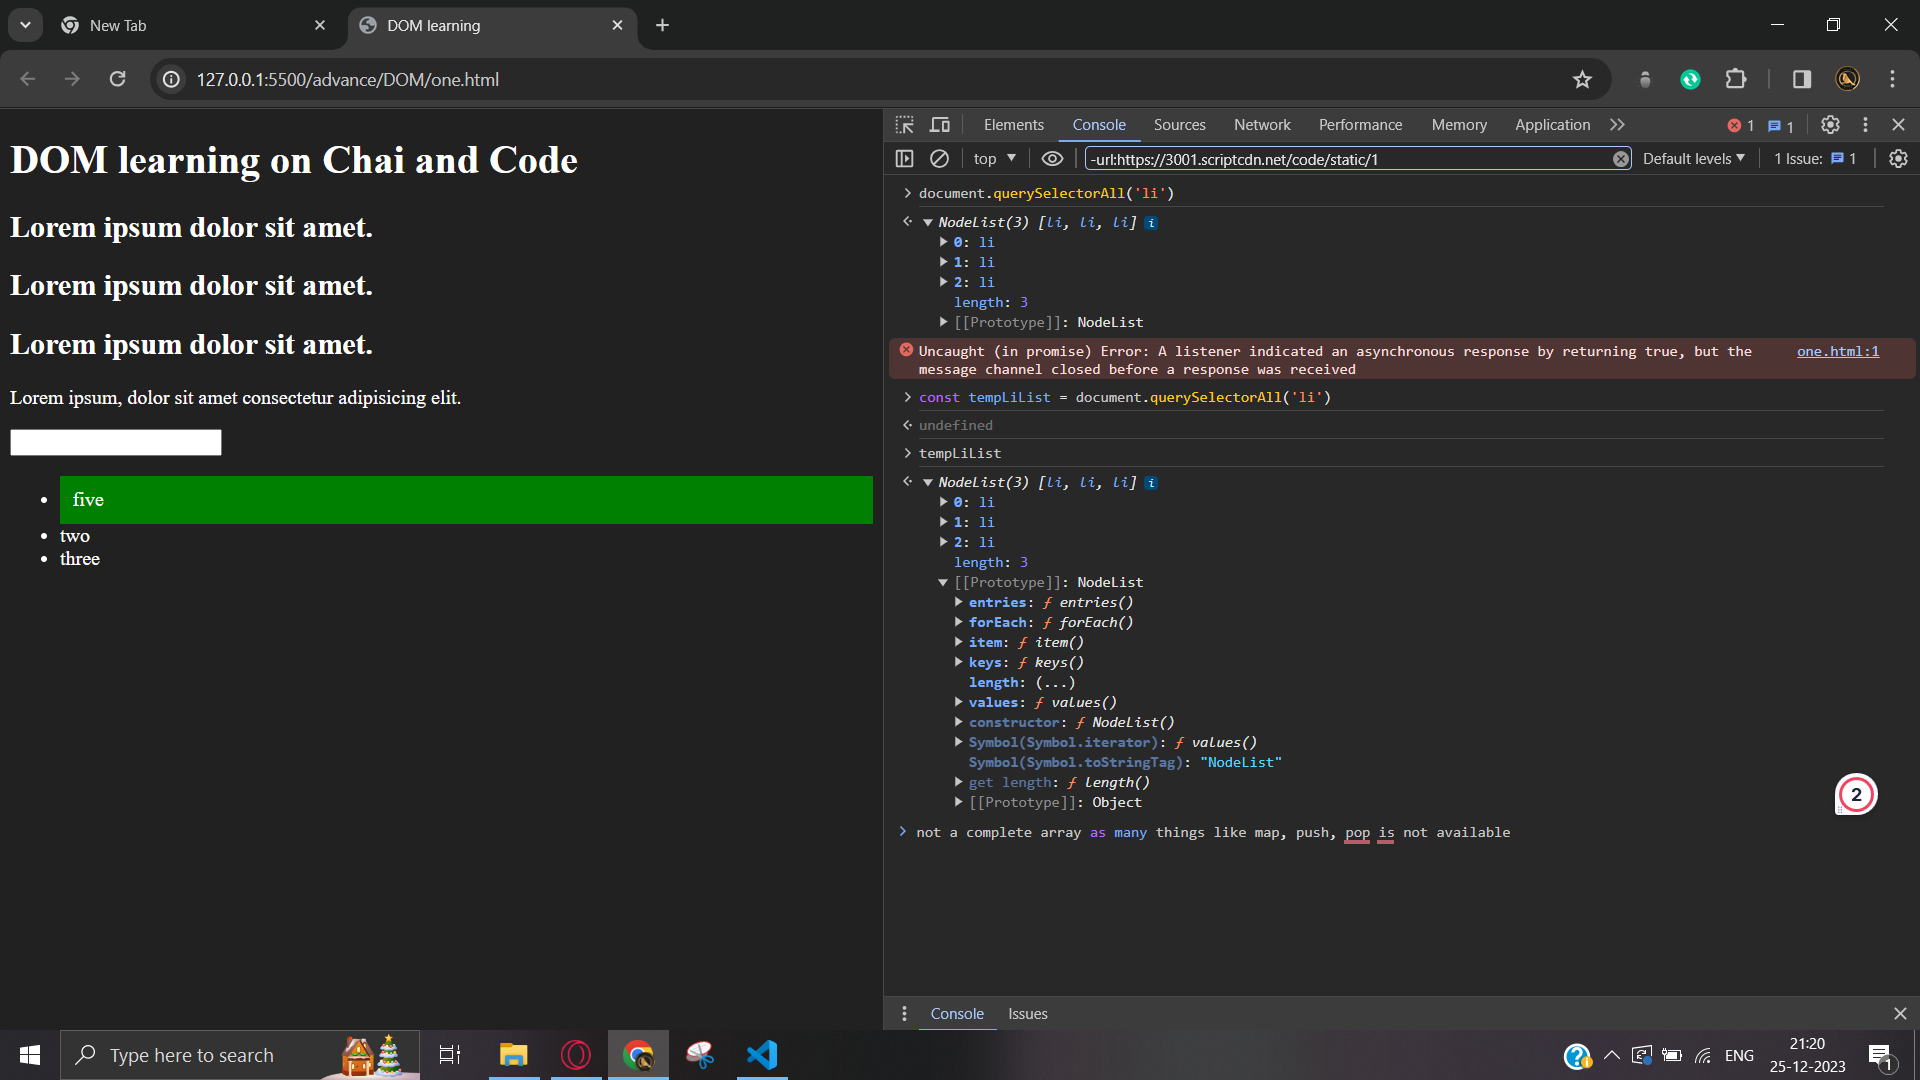 New Tab
DOM learning
127.0.0.1:5500/advance/DOM/one.html
DOM learning on Chai and Code
Lorem ipsum dolor sit amet.
Lorem ipsum dolor sit amet.
Lorem ipsum dolor sit amet.
Lorem ipsum, dolor sit amet consectetur adipisicing elit.
five
two
three
Elements Console Sources Network Performance Memory Application 1 1
top -url:https://3001.scriptcdn.net/code/static/1 Default levels 1 Issue: 1
document.querySelectorAll('li')
NodeList(3) [li, li, li] i
0: li
1: li
2: li
length: 3
[[Prototype]]: NodeList
Uncaught (in promise) Error: A listener indicated an asynchronous response by returning true, but the one.html:1
message channel closed before a response was received
const tempLiList = document.querySelectorAll('li')
undefined
tempLiList
NodeList(3) [li, li, li] i
0: li
1: li
2: li
length: 3
[[Prototype]]: NodeList
entries: ƒ entries()
forEach: ƒ forEach()
item: ƒ item()
keys: ƒ keys()
length: (...)
values: ƒ values()
constructor: ƒ NodeList()
Symbol(Symbol.iterator): ƒ values()
Symbol(Symbol.toStringTag): "NodeList"
get length: ƒ length()
[[Prototype]]: Object
not a complete array as many things like map, push, pop is not available
2
Console Issues
Type here to search
ENG
21:20
25-12-2023
1